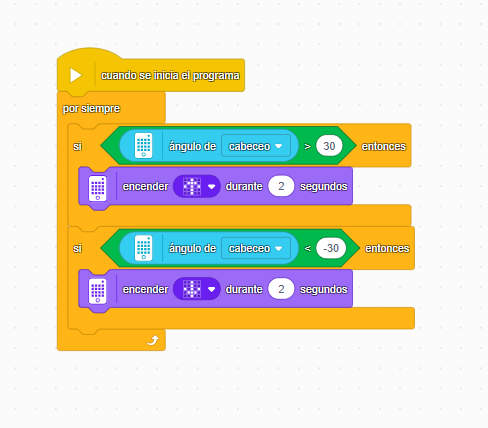 cuando se inicia el programa
por siempre
si ángulo de cabeceo > 30 entonces
encender durante 2 segundos
si ángulo de cabeceo < -30 entonces
encender durante 2 segundos